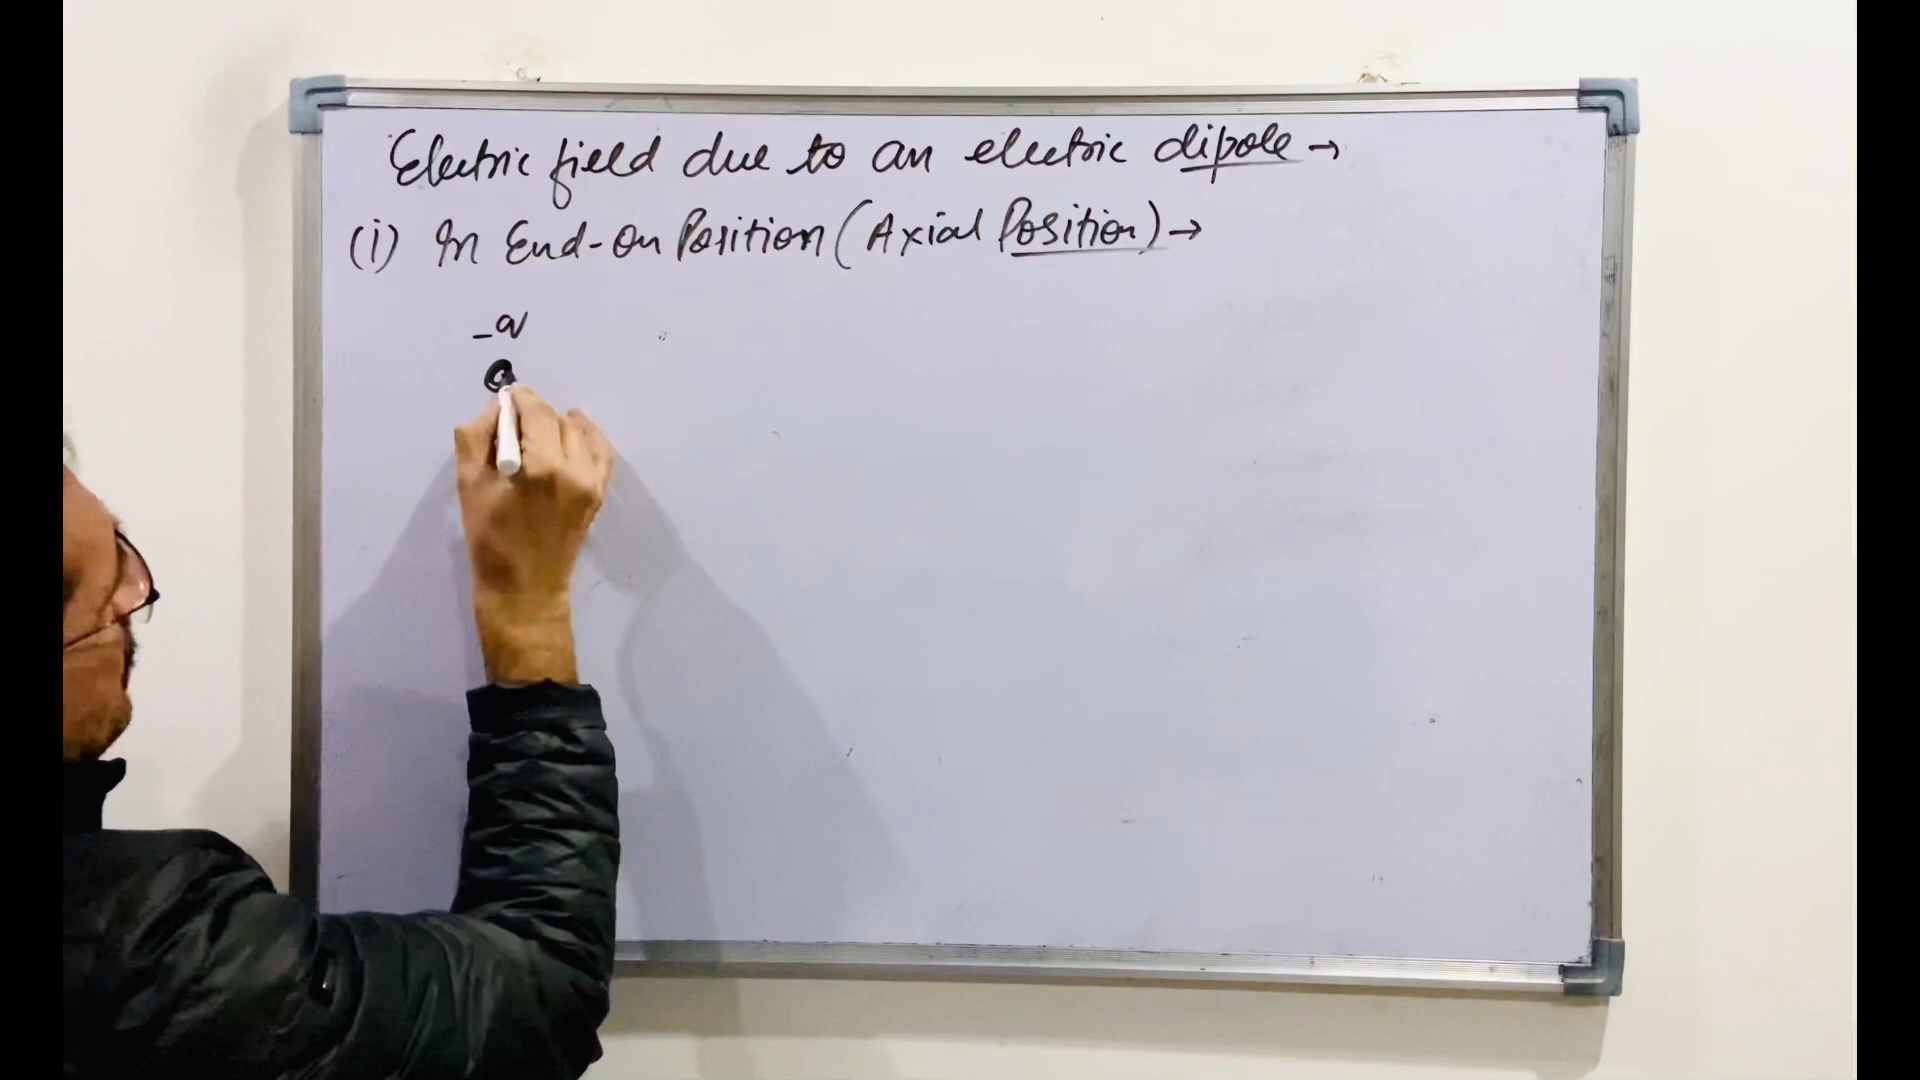 Electric field due to an electric dipole →
(i) In End-on Position (Axial Position) →
-q